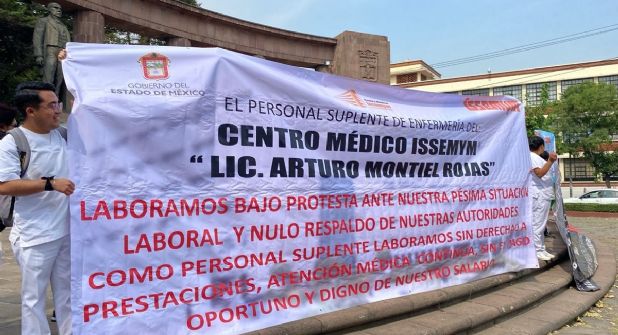 GOBIERNO DEL
ESTADO DE MÉXICO
EL PERSONAL SUPLENTE DE ENFERMERÍA DEL:
CENTRO MÉDICO ISSEMYM
“ LIC. ARTURO MONTIEL ROJAS”
LABORAMOS BAJO PROTESTA ANTE NUESTRA PÉSIMA SITUACIÓN
LABORAL Y NULO RESPALDO DE NUESTRAS AUTORIDADES
COMO PERSONAL SUPLENTE LABORAMOS SIN DERECHO A
PRESTACIONES, ATENCIÓN MÉDICA CONTINUA, SIN EL PAGO
OPORTUNO Y DIGNO DE NUESTRO SALARIO